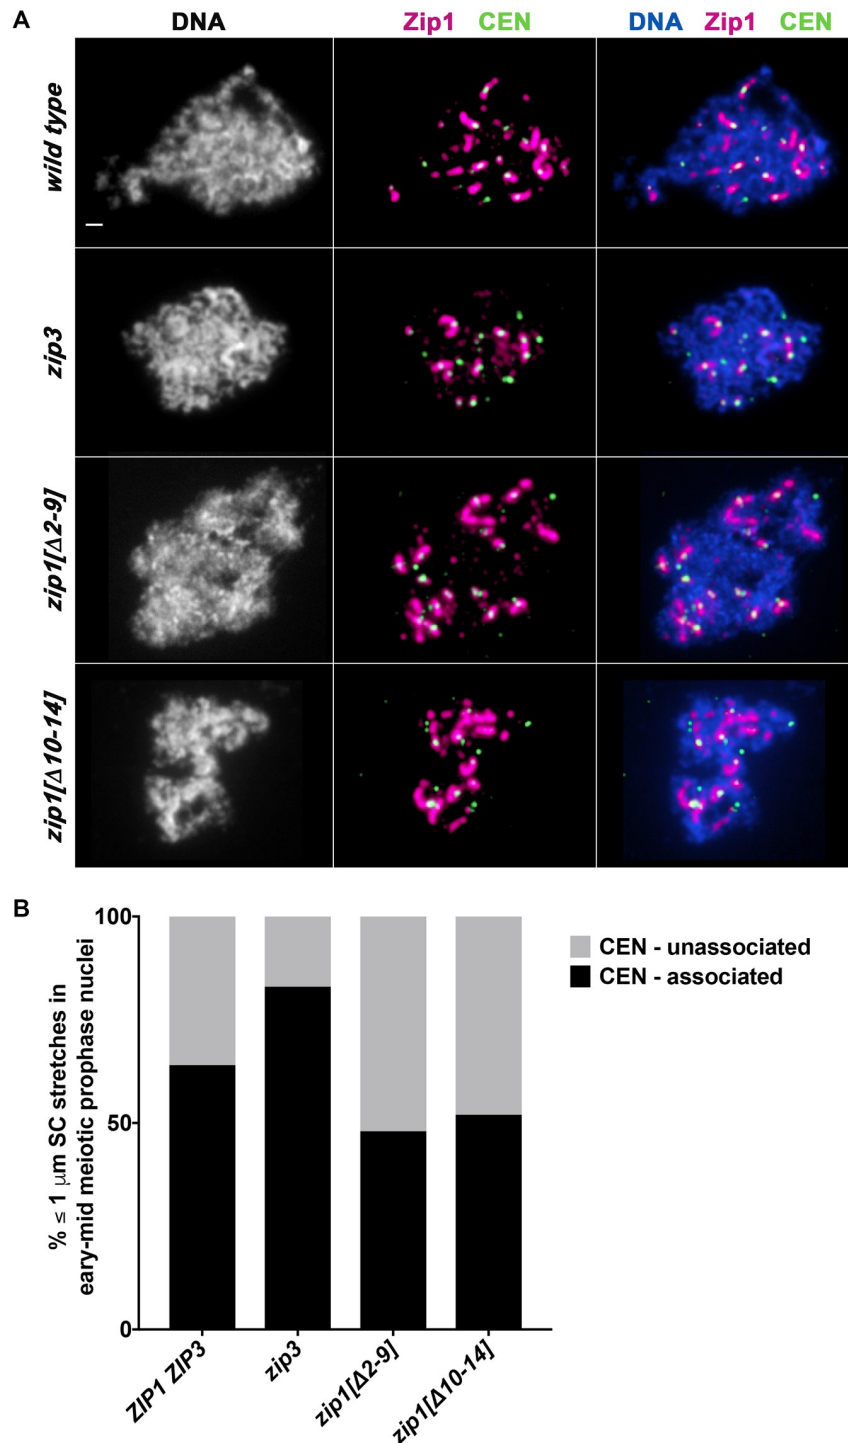 A
DNA
Zip1 CEN
DNA Zip1 CEN
wild type
zip3
zip1[Δ2-9]
zip1[Δ10-14]
B
% ≤ 1 μm SC stretches in
eary-mid meiotic prophase nuclei
100
50
0
CEN - unassociated
CEN - associated
ZIP1 ZIP3
zip3
zip1[Δ2-9]
zip1[Δ10-14]